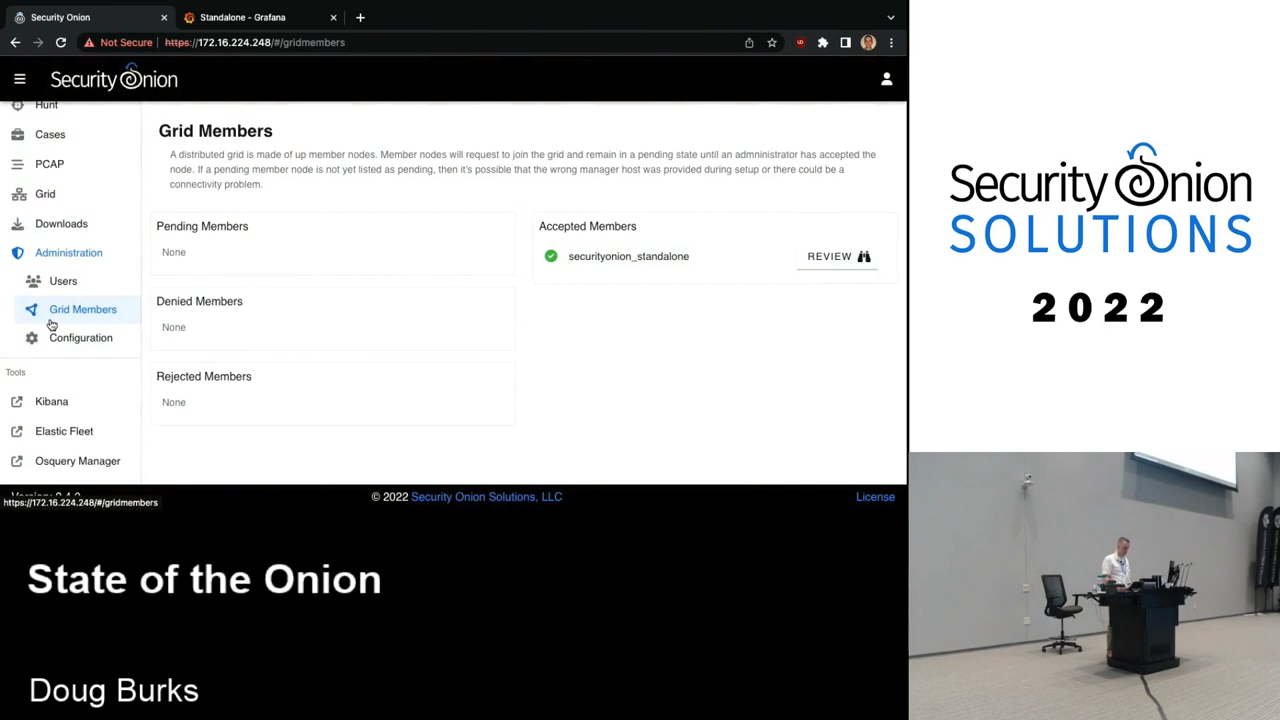 Security Onion
Standalone - Grafana
Not Secure
https://172.16.224.248/#/gridmembers
Security Onion
Hunt
Cases
PCAP
Grid
Downloads
Administration
Users
Grid Members
Configuration
Tools
Kibana
Elastic Fleet
Osquery Manager
Grid Members
A distributed grid is made of up member nodes. Member nodes will request to join the grid and remain in a pending state until an admninistrator has accepted the
node. If a pending member node is not yet listed as pending, then it's possible that the wrong manager host was provided during setup or there could be a
connectivity problem.
Pending Members
None
Denied Members
None
Rejected Members
None
Accepted Members
securityonion_standalone
REVIEW
https://172.16.224.248/#/gridmembers
© 2022 Security Onion Solutions, LLC
License
State of the Onion
Doug Burks
Security Onion
SOLUTIONS
2022